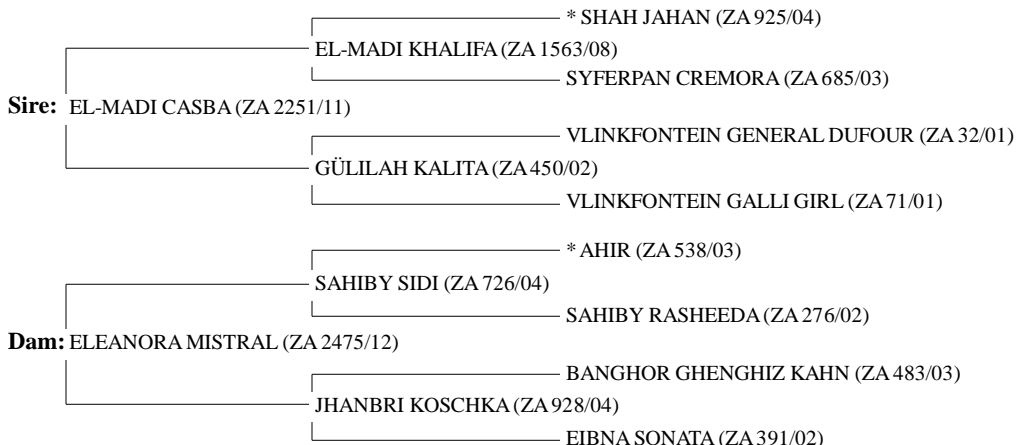 * SHAH JAHAN (ZA 925/04)
EL-MADI KHALIFA (ZA 1563/08)
SYFERPAN CREMORA (ZA 685/03)
Sire: EL-MADI CASBA (ZA 2251/11)
VLINKFONTEIN GENERAL DUFOUR (ZA 32/01)
GÜLILAH KALITA (ZA 450/02)
VLINKFONTEIN GALLI GIRL (ZA 71/01)
* AHIR (ZA 538/03)
SAHIBY SIDI (ZA 726/04)
SAHIBY RASHEEDA (ZA 276/02)
Dam: ELEANORA MISTRAL (ZA 2475/12)
BANGHOR GHENGHIZ KAHN (ZA 483/03)
JHANBRI KOSCHKA (ZA 928/04)
EIBNA SONATA (ZA 391/02)